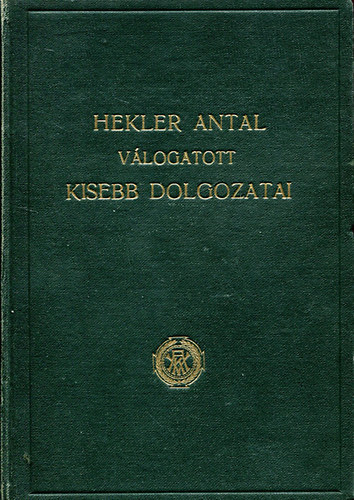 HEKLER ANTAL
VÁLOGATOTT
KISEBB DOLGOZATAI